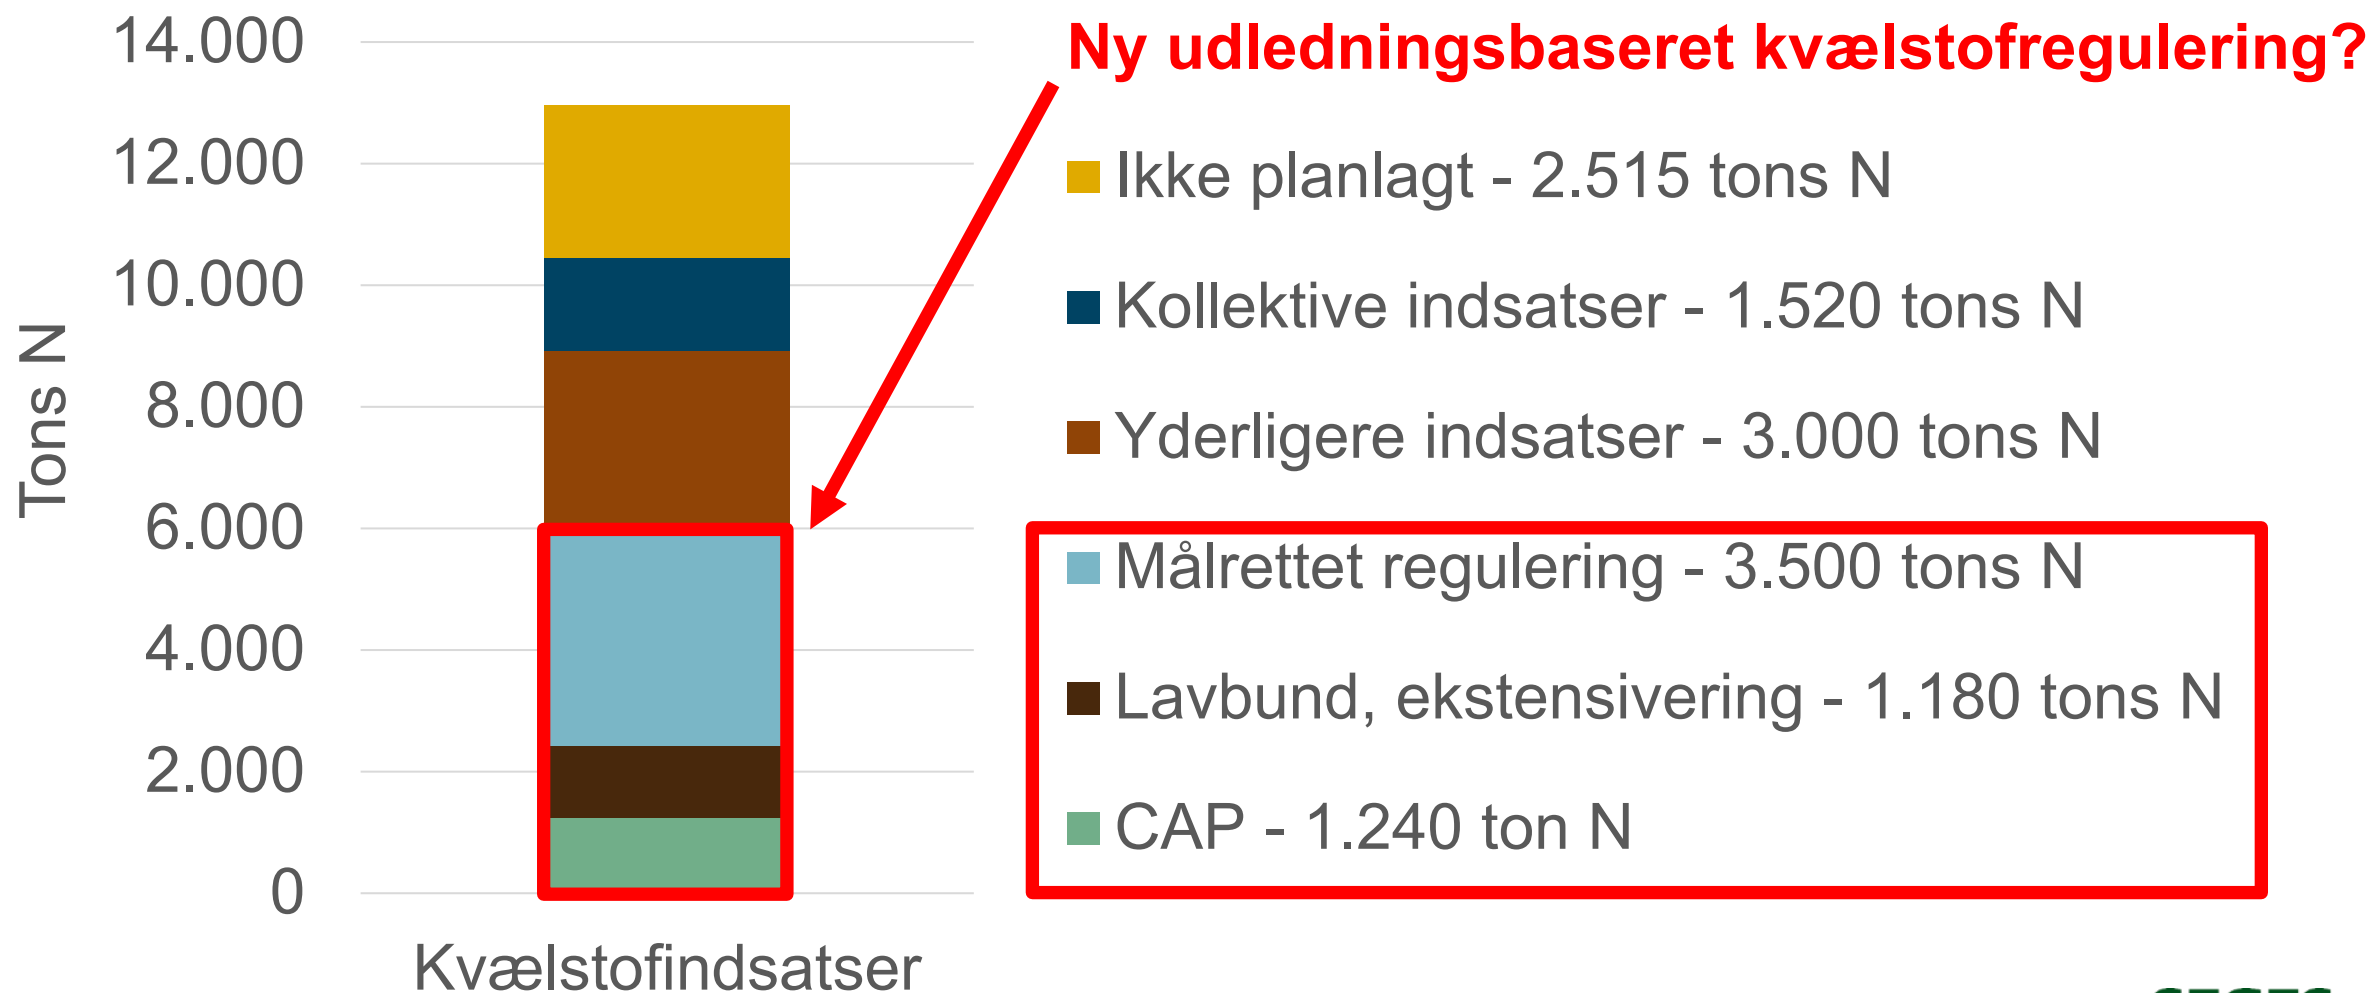 Ny udledningsbaseret kvælstofregulering?
14.000
12.000
10.000
8.000
6.000
4.000
2.000
0
Tons N
Kvælstofindsatser
Ikke planlagt - 2.515 tons N
Kollektive indsatser - 1.520 tons N
Yderligere indsatser - 3.000 tons N
Målrettet regulering - 3.500 tons N
Lavbund, ekstensivering - 1.180 tons N
CAP - 1.240 ton N